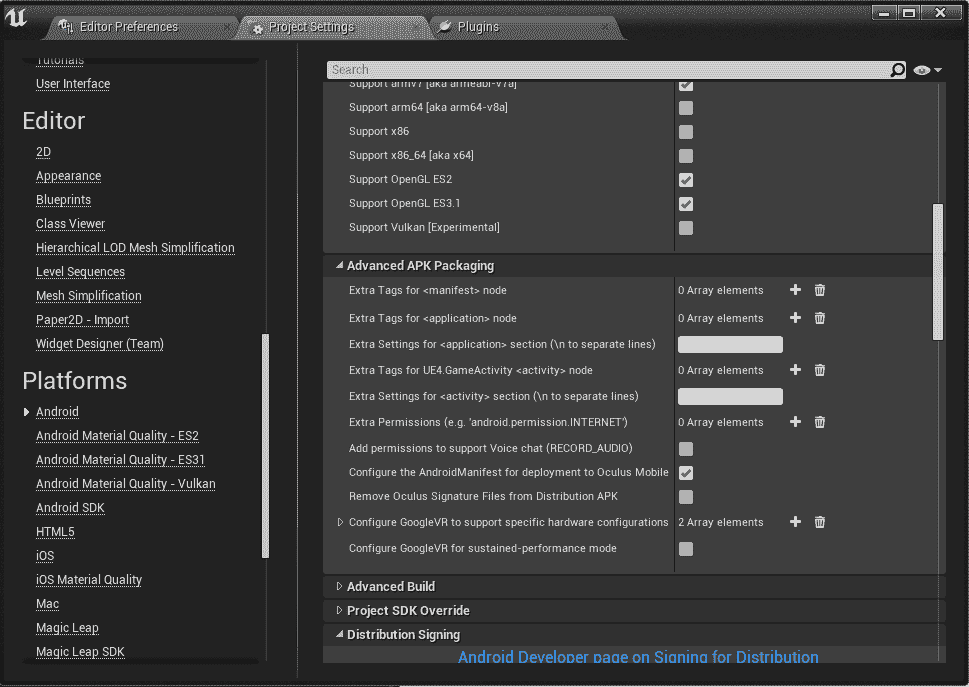 Editor Preferences
Project Settings
Plugins
Tutorials
User Interface
Editor
2D
Appearance
Blueprints
Class Viewer
Hierarchical LOD Mesh Simplification
Level Sequences
Mesh Simplification
Paper2D - Import
Widget Designer (Team)
Platforms
Android
Android Material Quality - ES2
Android Material Quality - ES31
Android Material Quality - Vulkan
Android SDK
HTML5
iOS
iOS Material Quality
Mac
Magic Leap
Magic Leap SDK
Search
Support armv7 [aka armeabi-v7a]
Support arm64 [aka arm64-v8a]
Support x86
Support x86_64 [aka x64]
Support OpenGL ES2
Support OpenGL ES3.1
Support Vulkan [Experimental]
Advanced APK Packaging
Extra Tags for <manifest> node 0 Array elements
Extra Tags for <application> node 0 Array elements
Extra Settings for <application> section (\n to separate lines)
Extra Tags for UE4.GameActivity <activity> node 0 Array elements
Extra Settings for <activity> section (\n to separate lines)
Extra Permissions (e.g. 'android.permission.INTERNET') 0 Array elements
Add permissions to support Voice chat (RECORD_AUDIO)
Configure the AndroidManifest for deployment to Oculus Mobile
Remove Oculus Signature Files from Distribution APK
Configure GoogleVR to support specific hardware configurations 2 Array elements
Configure GoogleVR for sustained-performance mode
Advanced Build
Project SDK Override
Distribution Signing
Android Developer page on Signing for Distribution